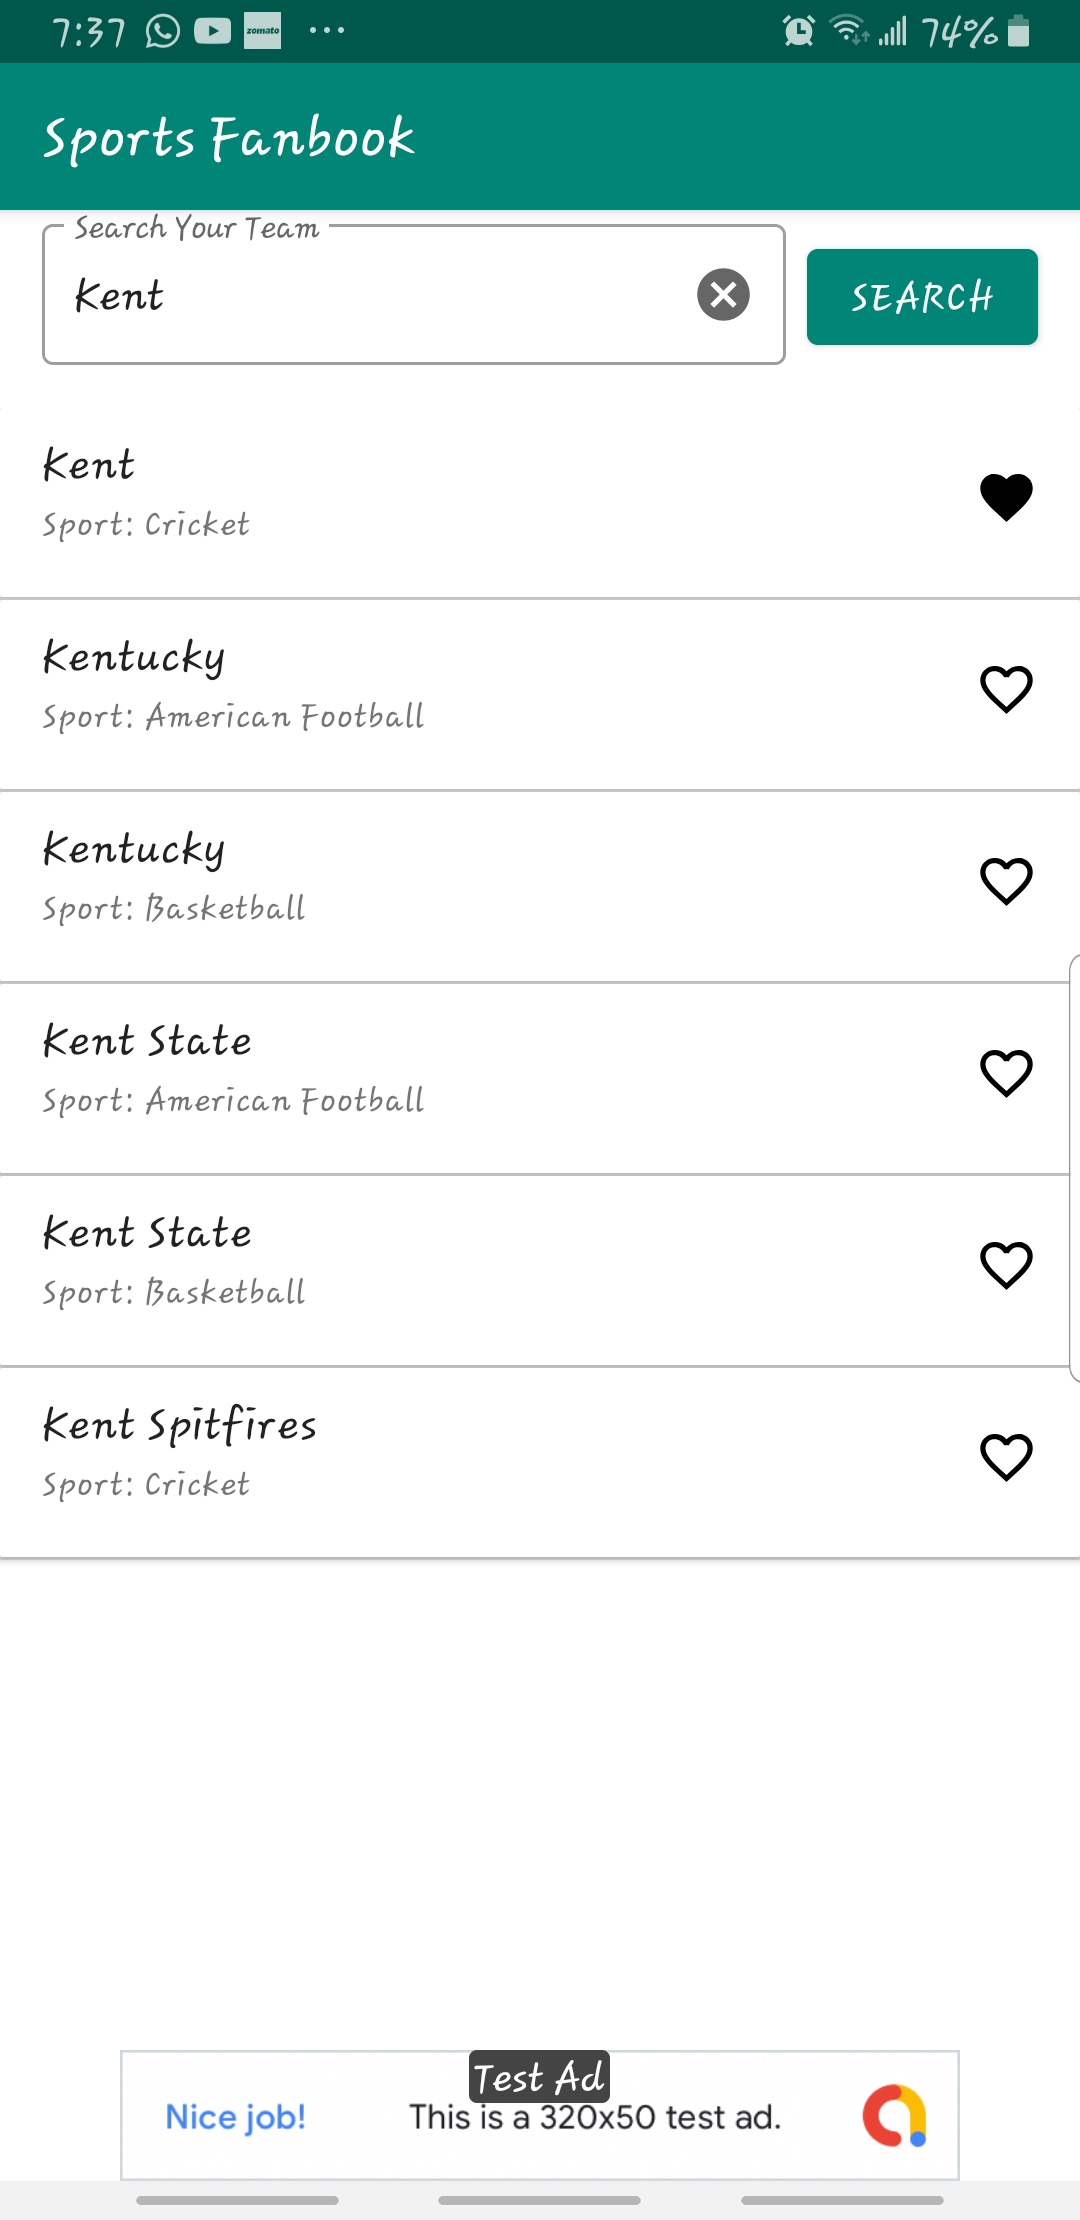 7:37 zomato ... 74%
Sports Fanbook
Search Your Team
Kent
SEARCH
Kent
Sport: Cricket
Kentucky
Sport: American Football
Kentucky
Sport: Basketball
Kent State
Sport: American Football
Kent State
Sport: Basketball
Kent Spitfires
Sport: Cricket
Test Ad
Nice job! This is a 320x50 test ad.